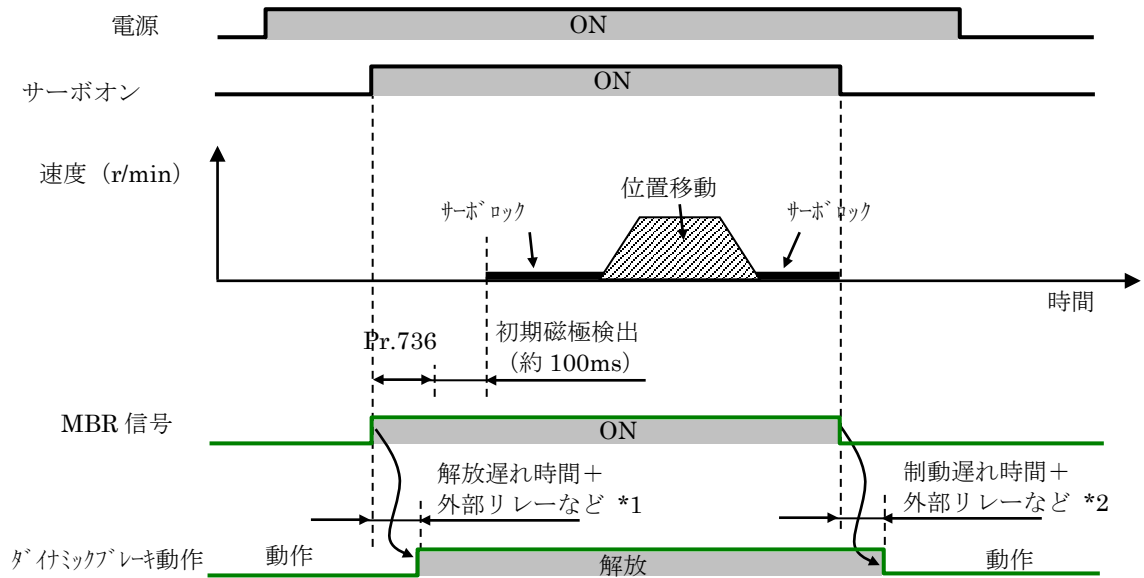 電源
ON
サーボオン
ON
速度（r/min）
位置移動
ｻｰﾎﾞﾛｯｸ
ｻｰﾎﾞﾛｯｸ
時間
Pr.736
初期磁極検出
（約 100ms）
MBR 信号
ON
解放遅れ時間＋
外部リレーなど *1
制動遅れ時間＋
外部リレーなど *2
ﾀﾞｲﾅﾐｯｸﾌﾞﾚｰｷ動作
動作
解放
動作